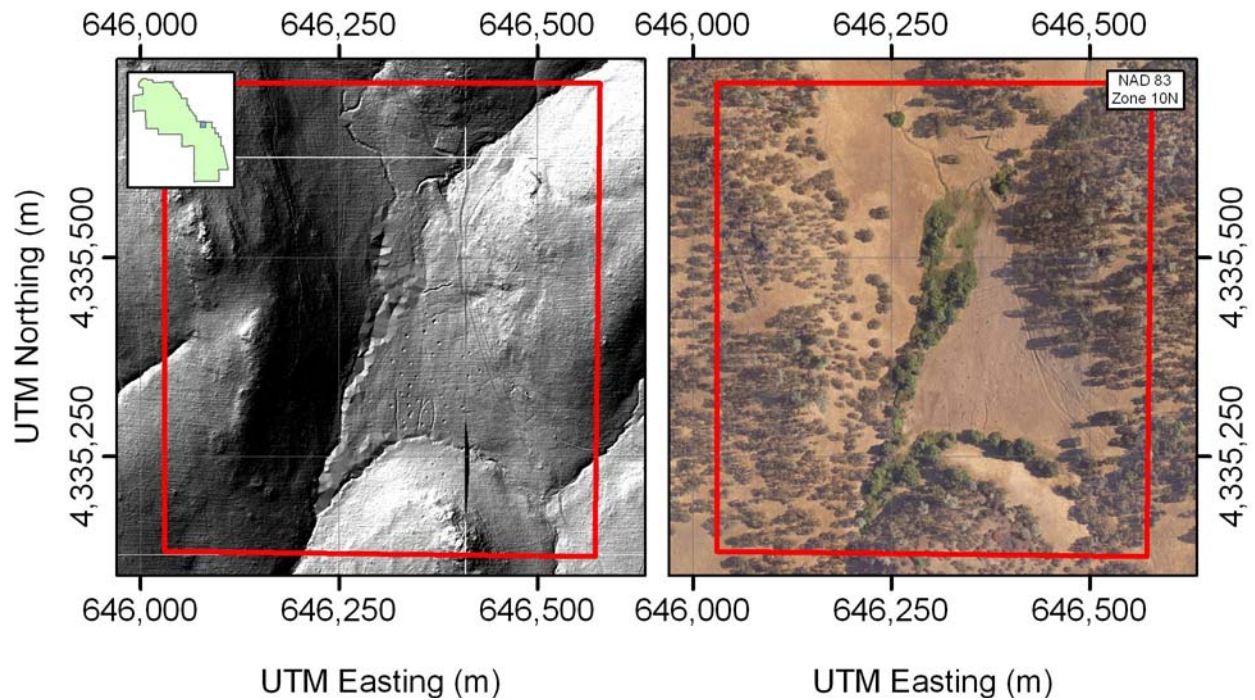 646,000 646,250 646,500 646,000 646,250 646,500
NAD 83
Zone 10N
UTM Northing (m)
4,335,500
4,335,250
4,335,500
4,335,250
646,000 646,250 646,500 646,000 646,250 646,500
UTM Easting (m) UTM Easting (m)